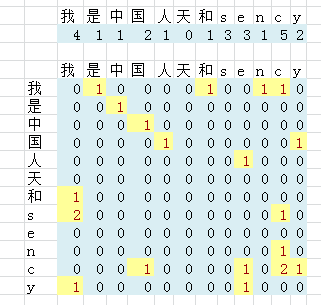 我 是 中 国 人 天 和 s e n c y
4 1 1 2 1 0 1 3 3 1 5 2
我 是 中 国 人 天 和 s e n c y
我 0 1 0 0 0 0 1 0 0 1 1 0
是 0 0 1 0 0 0 0 0 0 0 0 0
中 0 0 0 1 0 0 0 0 0 0 0 0
国 0 0 0 0 1 0 0 0 0 0 0 1
人 0 0 0 0 0 0 0 0 1 0 0 0
天 0 0 0 0 0 0 0 0 0 0 0 0
和 1 0 0 0 0 0 0 0 0 0 0 0
s 2 0 0 0 0 0 0 0 0 0 1 0
e 0 0 0 0 0 0 0 0 0 0 0 0
n 0 0 0 0 0 0 0 0 0 0 1 0
c 0 0 0 1 0 0 0 0 1 0 2 1
y 1 0 0 0 0 0 0 0 1 0 0 0